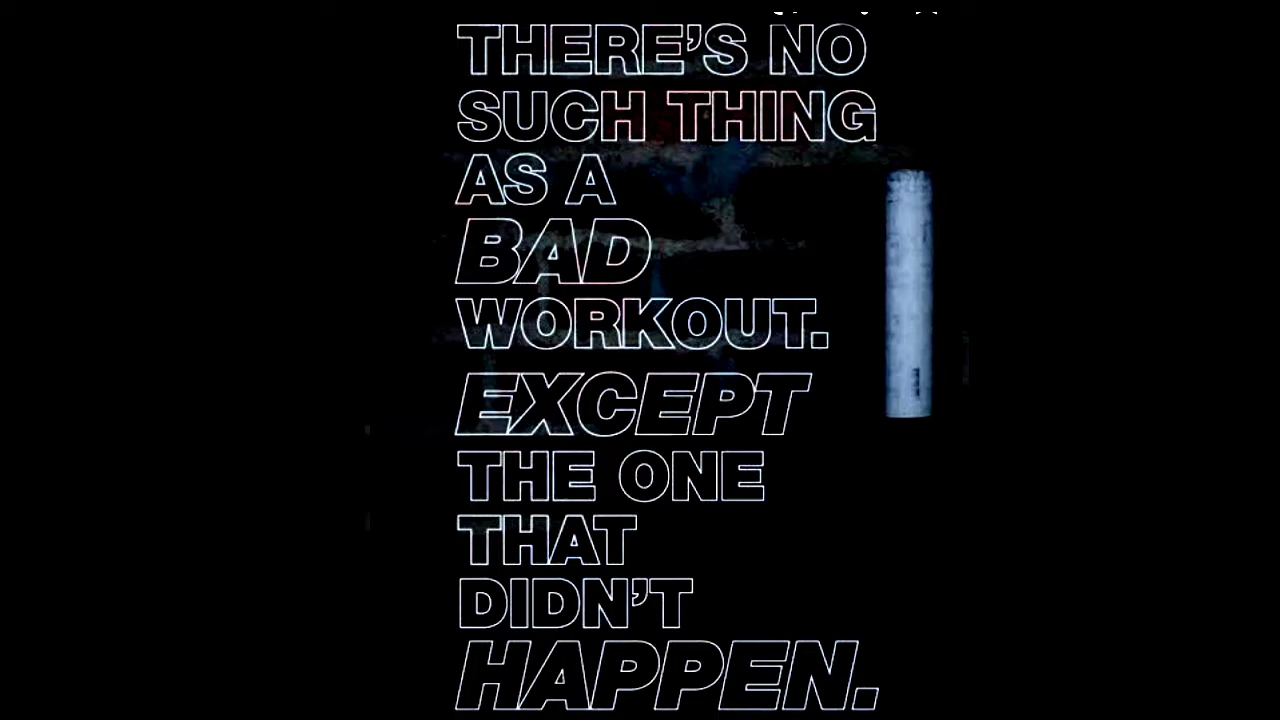 THERE'S NO
SUCH THING
AS A
BAD
WORKOUT.
EXCEPT
THE ONE
THAT
DIDN'T
HAPPEN.